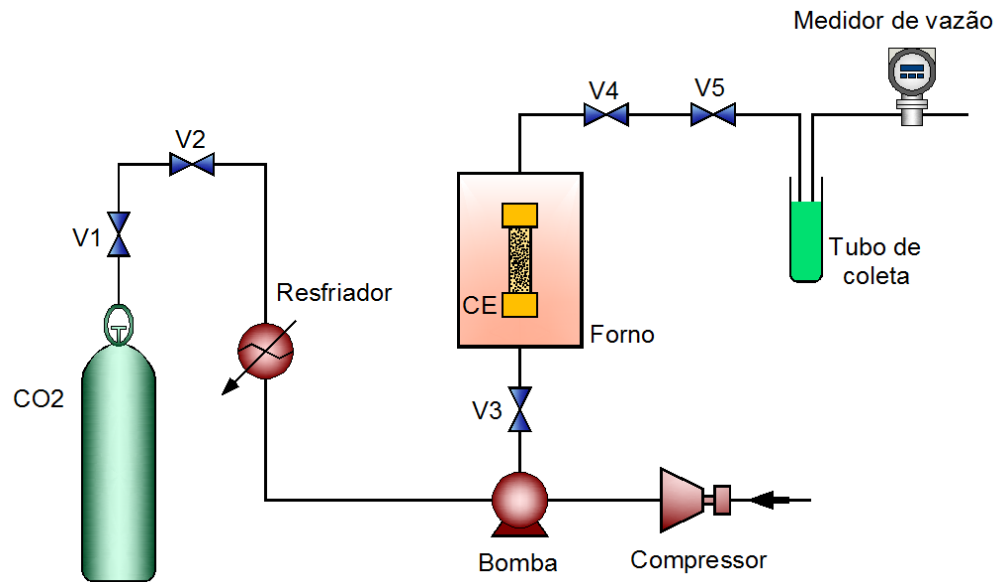 Medidor de vazão
V4
V5
V2
V1
Resfriador
Tubo de
coleta
CE
Forno
CO2
V3
Bomba
Compressor